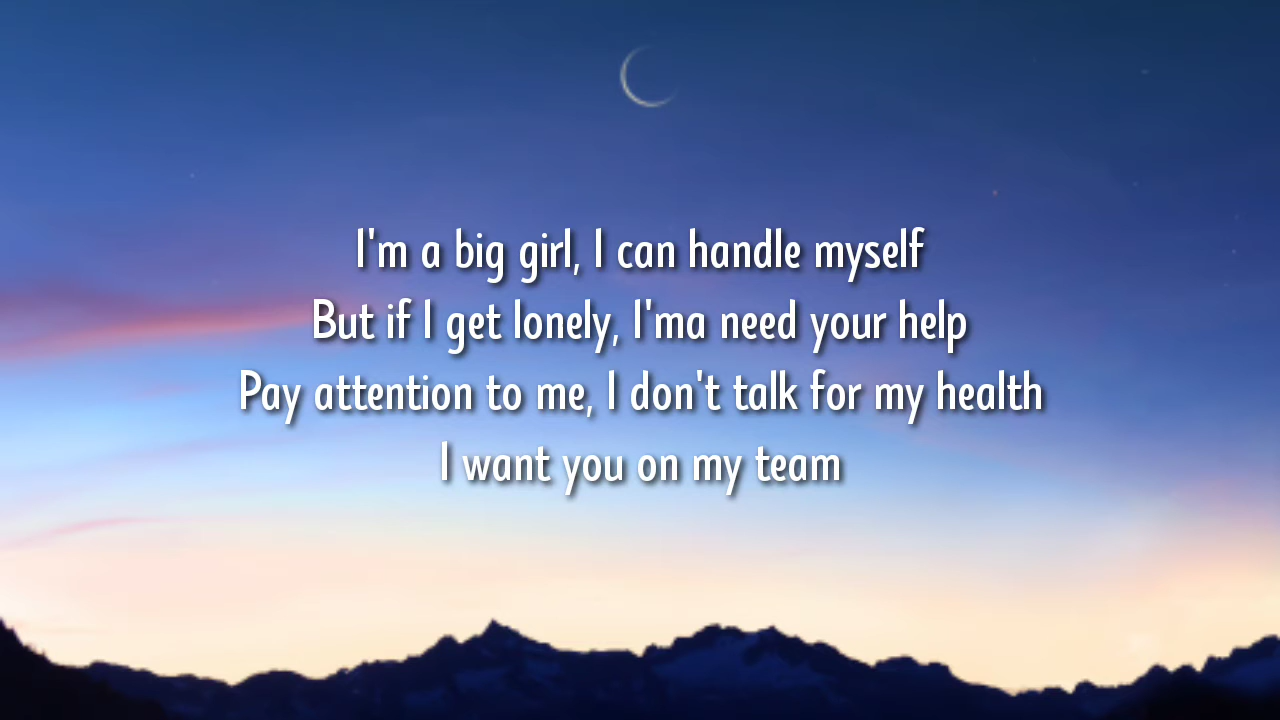 I'm a big girl, I can handle myself
But if I get lonely, I'ma need your help
Pay attention to me, I don't talk for my health
I want you on my team